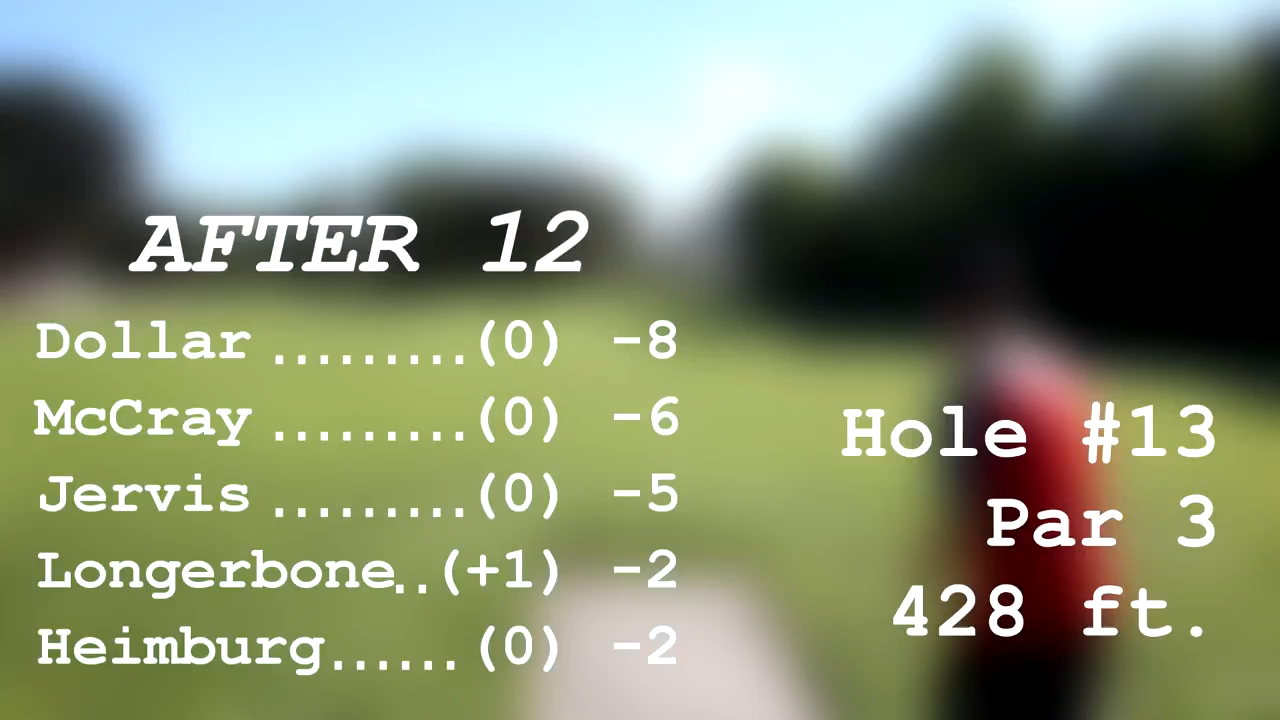 AFTER 12
Dollar .........(0) -8
McCray .........(0) -6
Jervis .........(0) -5
Longerbone..(+1) -2
Heimburg......(0) -2
Hole #13
Par 3
428 ft.